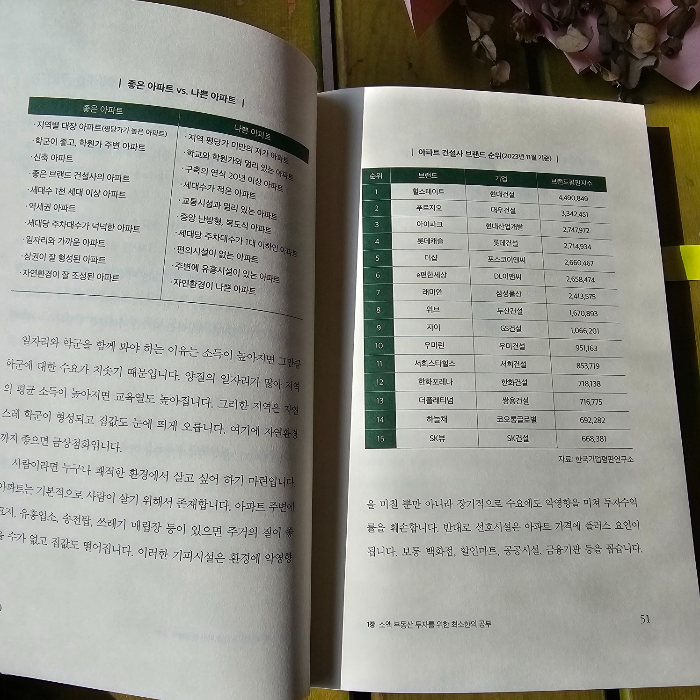 | 좋은 아파트 vs. 나쁜 아파트 |
좋은 아파트 나쁜 아파트
· 지역별 대장 아파트(평당가가 높은 아파트) · 지역 평당가 미만의 저가 아파트
· 학군이 좋고, 학원가 주변 아파트 · 학교와 학원가와 멀리 있는 아파트
· 신축 아파트 · 구축의 연식 20년 이상 아파트
· 좋은 브랜드 건설사의 아파트 · 세대수가 적은 아파트
· 세대수 1천 세대 이상 아파트 · 교통시설과 멀리 있는 아파트
· 역세권 아파트 · 중앙 난방형, 복도식 아파트
· 세대당 주차대수가 넉넉한 아파트 · 세대당 주차대수가 1대 이하인 아파트
· 일자리와 가까운 아파트 · 편의시설이 없는 아파트
· 상권이 잘 형성된 아파트 · 주변에 유흥시설이 있는 아파트
· 자연환경이 잘 조성된 아파트 · 자연환경이 나쁜 아파트
일자리와 학군을 함께 봐야 하는 이유는 소득이 높아지면 그만큼
학군에 대한 수요가 치솟기 때문입니다. 양질의 일자리가 많아 지역
의 평균 소득이 높아지면 교육열도 높아집니다. 그러한 지역은 자연
스레 학군이 형성되고 집값도 눈에 띄게 오릅니다. 여기에 자연환경
까지 좋으면 금상첨화입니다.
사람이라면 누구나 쾌적한 환경에서 살고 싶어 하기 마련입니다.
아파트는 기본적으로 사람이 살기 위해서 존재합니다. 아파트 주변에
유흥업소, 송전탑, 쓰레기 매립장 등이 있으면 주거의 질이 좋
을 수가 없고 집값도 떨어집니다. 이러한 기피시설은 환경에 악영향
| 아파트 건설사 브랜드 순위(2023년 11월 기준) |
순위 브랜드 기업 브랜드평판지수
1 힐스테이트 현대건설 4,490,849
2 푸르지오 대우건설 3,342,451
3 아이파크 현대산업개발 2,747,972
4 롯데캐슬 롯데건설 2,714,934
5 더샵 포스코이앤씨 2,660,467
6 e편한세상 DL이앤씨 2,658,474
7 래미안 삼성물산 2,413,575
8 위브 두산건설 1,670,893
9 자이 GS건설 1,066,201
10 우미린 우미건설 951,163
11 서희스타힐스 서희건설 853,719
12 한화포레나 한화건설 718,138
13 더플래티넘 쌍용건설 716,775
14 하늘채 코오롱글로벌 692,282
15 SK뷰 SK건설 668,381
자료: 한국기업평판연구소
을 미칠 뿐만 아니라 장기적으로 수요에도 악영향을 미쳐 투자수익
률을 훼손합니다. 반대로 선호시설은 아파트 가격에 플러스 요인이
됩니다. 보통 백화점, 할인마트, 공공시설, 금융기관 등을 꼽습니다.
1장 소액 부동산 투자를 위한 최소한의 공부 51